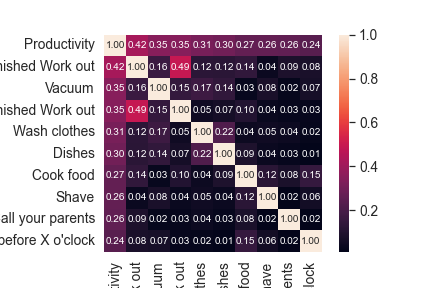 Productivity 1.00 0.42 0.35 0.35 0.31 0.30 0.27 0.26 0.26 0.24
nished Work out 0.42 1.00 0.16 0.49 0.12 0.12 0.14 0.04 0.09 0.08
Vacuum 0.35 0.16 1.00 0.15 0.17 0.14 0.03 0.08 0.02 0.07
nished Work out 0.35 0.49 0.15 1.00 0.05 0.07 0.10 0.04 0.03 0.03
Wash clothes 0.31 0.12 0.17 0.05 1.00 0.22 0.04 0.05 0.04 0.02
Dishes 0.30 0.12 0.14 0.07 0.22 1.00 0.09 0.04 0.03 0.01
Cook food 0.27 0.14 0.03 0.10 0.04 0.09 1.00 0.12 0.08 0.15
Shave 0.26 0.04 0.08 0.04 0.05 0.04 0.12 1.00 0.02 0.06
all your parents 0.26 0.09 0.02 0.03 0.04 0.03 0.08 0.02 1.00 0.02
before X o'clock 0.24 0.08 0.07 0.03 0.02 0.01 0.15 0.06 0.02 1.00
tivity
k out
uum
k out
thes
shes
food
nave
ents
lock
1.0
0.8
0.6
0.4
0.2